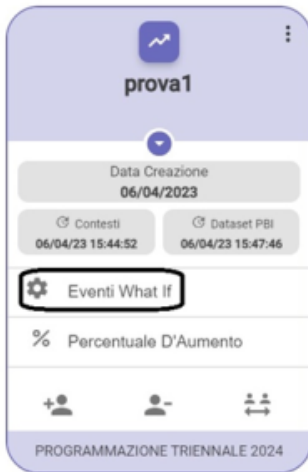 prova1
Data Creazione
06/04/2023
Contesti
06/04/23 15:44:52
Dataset PBI
06/04/23 15:47:46
Eventi What If
% Percentuale D'Aumento
PROGRAMMAZIONE TRIENNALE 2024